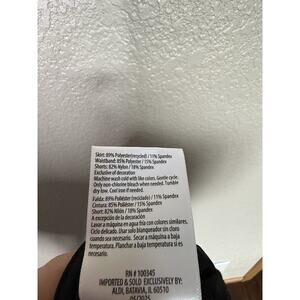 Skirt: 89% Polyester(recycled) / 11% Spandex
Waistband: 85% Polyester / 15% Spandex
Shorts: 82% Nylon / 18% Spandex
Exclusive of decoration
Machine wash cold with like colors. Gentle cycle.
Only non-chlorine bleach when needed. Tumble
dry low. Cool iron if needed.
Falda: 89% Poliéster (reciclado) / 11% Spandex
Cintura: 85% Poliéster / 15% Spandex
Short: 82% Nilón / 18% Spandex
A excepción de la decoración
Lavar a máquina en agua fría con colores similares.
Ciclo delicado. Usar solo blanqueador sin cloro
cuando sea necesario. Secar a máquina a baja
temperatura. Planchar a baja temperatura si es
necesario.
RN # 100345
IMPORTED & SOLD EXCLUSIVELY BY:
ALDI, BATAVIA, IL 60510
05/2025